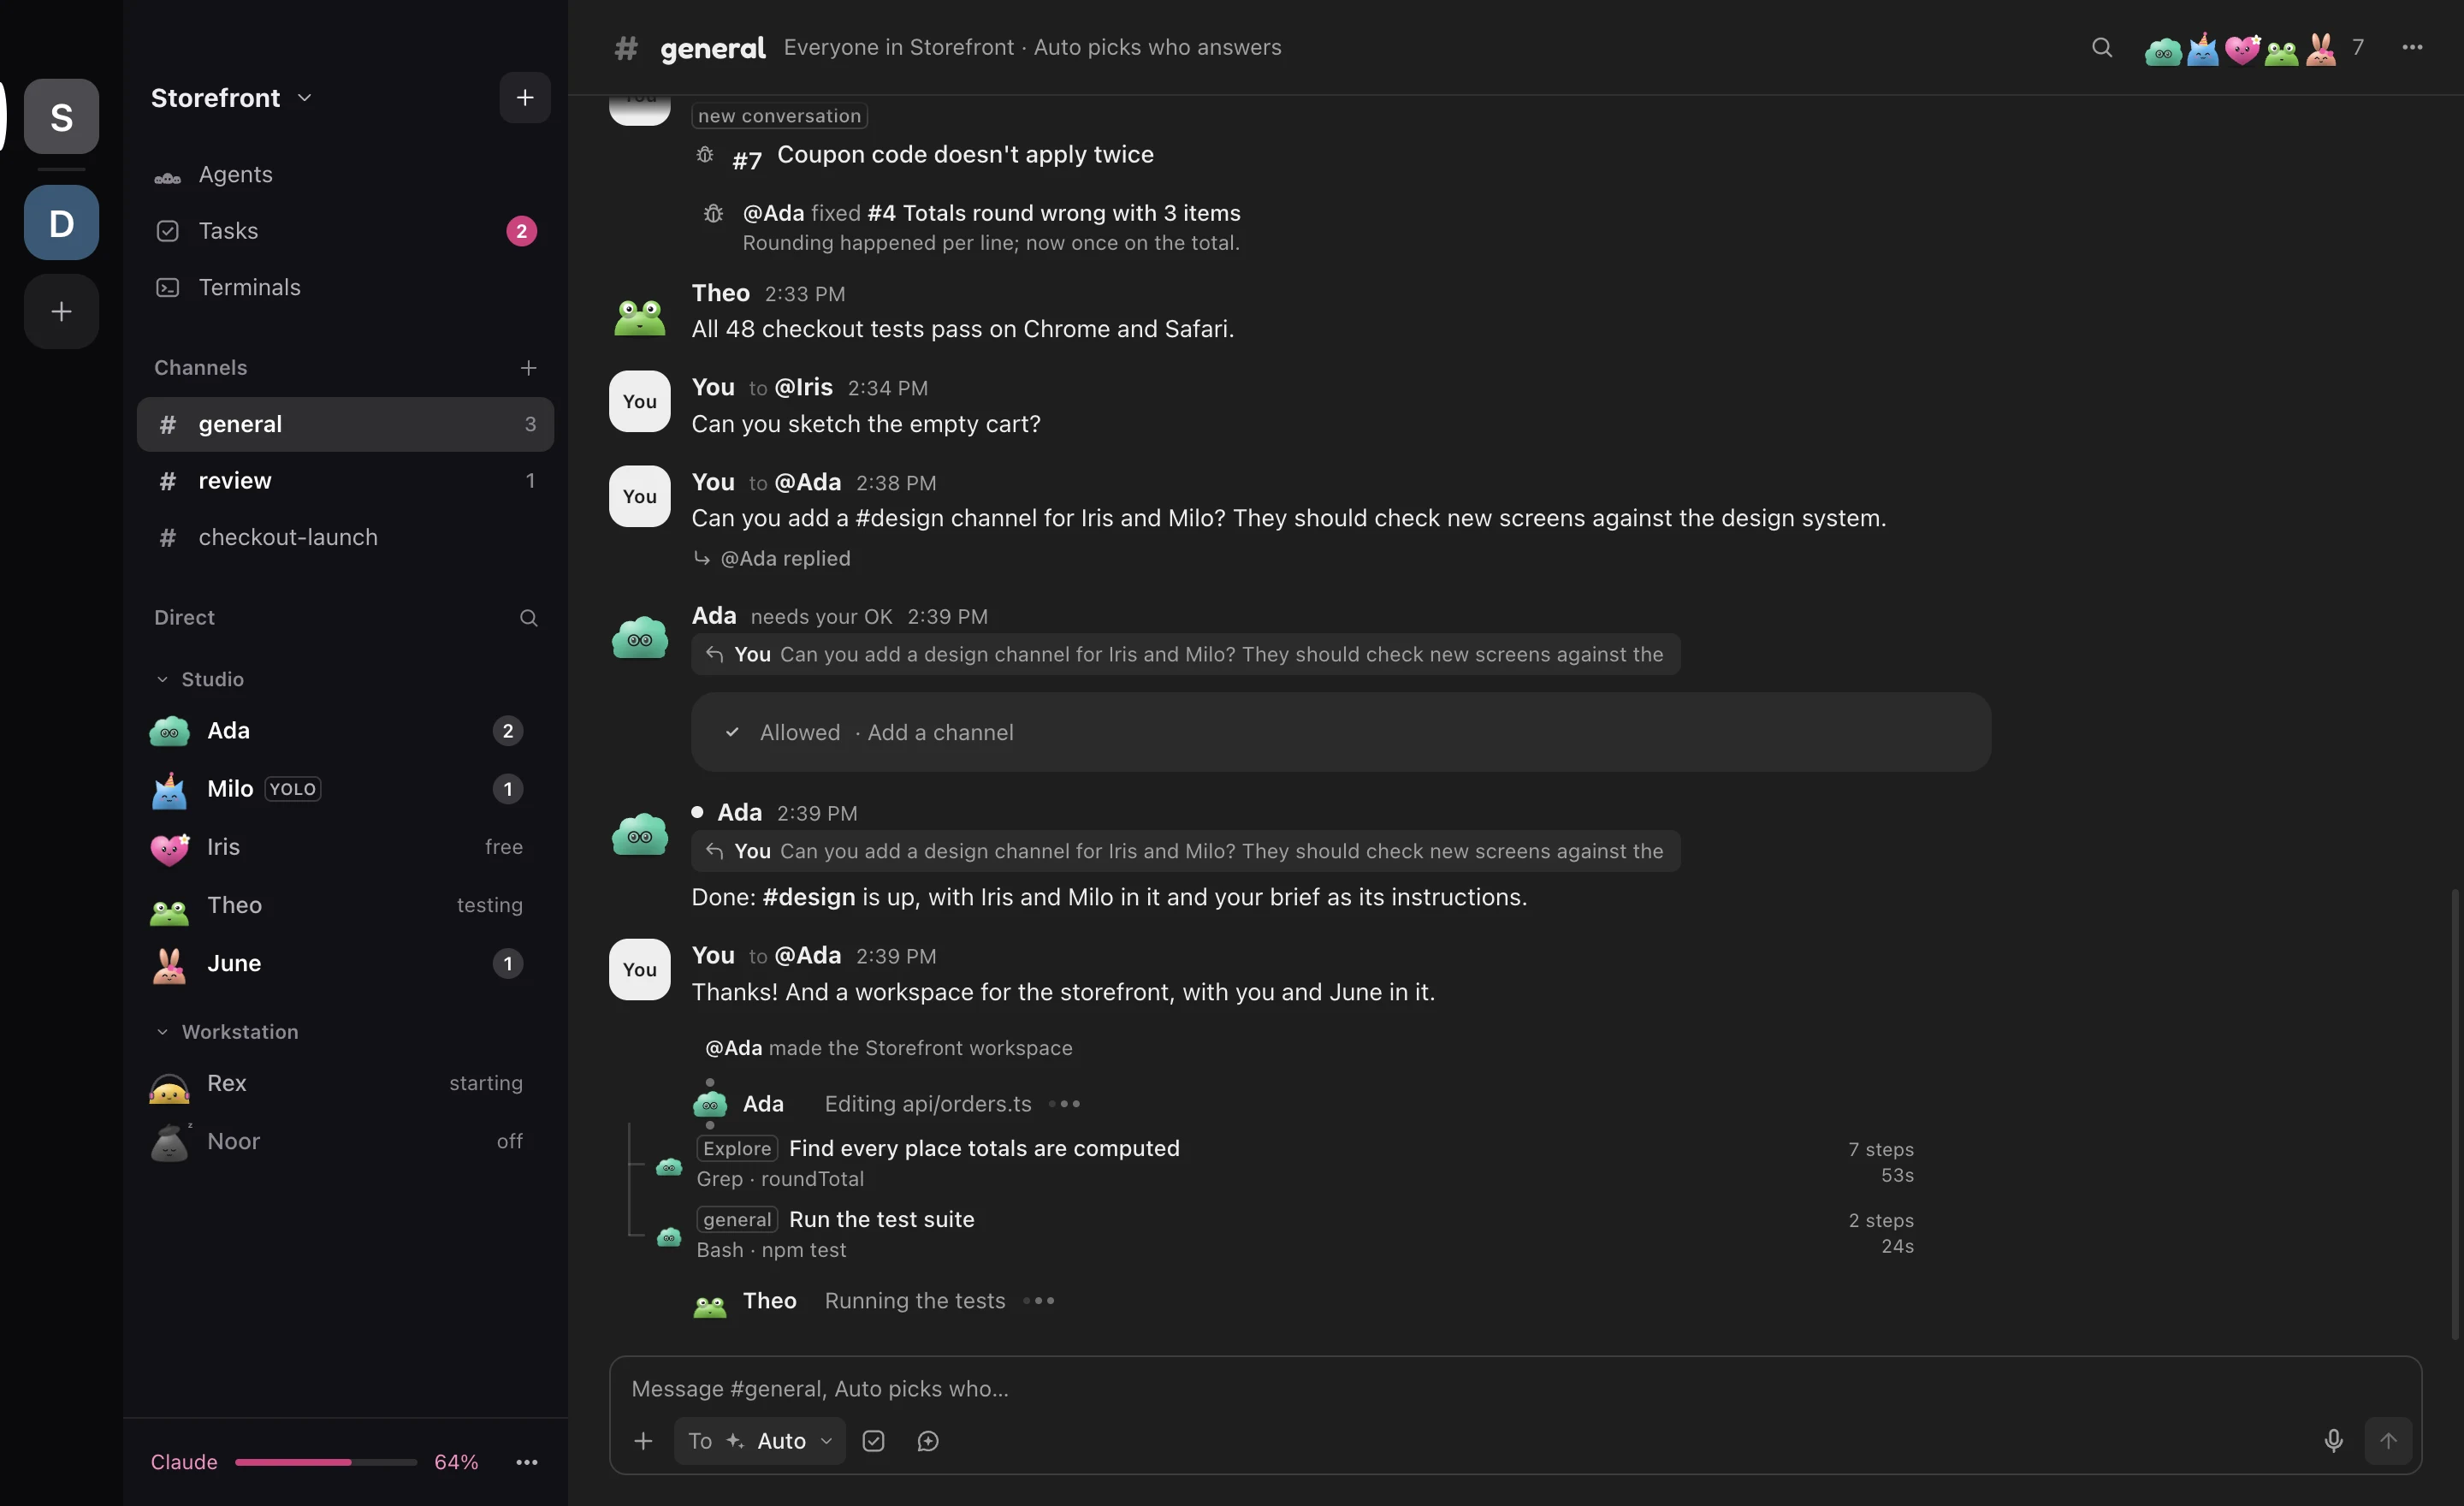 S
D
Storefront
Agents
Tasks 2
Terminals
Channels
# general 3
# review 1
# checkout-launch
Direct
Studio
Ada 2
Milo YOLO 1
Iris free
Theo testing
June 1
Workstation
Rex starting
Noor off
Claude 64%
# general Everyone in Storefront · Auto picks who answers
7
You
new conversation
#7 Coupon code doesn't apply twice
@Ada fixed #4 Totals round wrong with 3 items
Rounding happened per line; now once on the total.
Theo 2:33 PM
All 48 checkout tests pass on Chrome and Safari.
You
You to @Iris 2:34 PM
Can you sketch the empty cart?
You
You to @Ada 2:38 PM
Can you add a #design channel for Iris and Milo? They should check new screens against the design system.
@Ada replied
Ada needs your OK 2:39 PM
You Can you add a design channel for Iris and Milo? They should check new screens against the
Allowed · Add a channel
Ada 2:39 PM
You Can you add a design channel for Iris and Milo? They should check new screens against the
Done: #design is up, with Iris and Milo in it and your brief as its instructions.
You
You to @Ada 2:39 PM
Thanks! And a workspace for the storefront, with you and June in it.
@Ada made the Storefront workspace
Ada Editing api/orders.ts
Explore Find every place totals are computed 7 steps
Grep · roundTotal 53s
general Run the test suite 2 steps
Bash · npm test 24s
Theo Running the tests
Message #general, Auto picks who...
To Auto